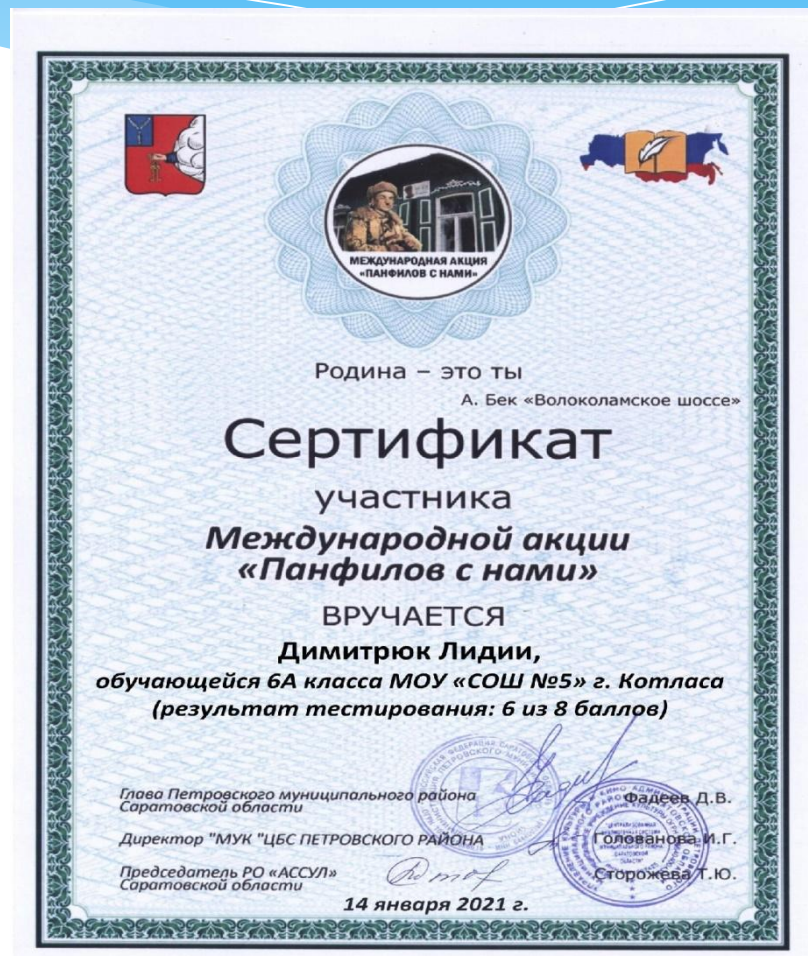 МЕЖДУНАРОДНАЯ АКЦИЯ
«ПАНФИЛОВ С НАМИ»
Родина – это ты
А. Бек «Волоколамское шоссе»
Сертификат
участника
Международной акции
«Панфилов с нами»
ВРУЧАЕТСЯ
Димитрюк Лидии,
обучающейся 6А класса МОУ «СОШ №5» г. Котласа
(результат тестирования: 6 из 8 баллов)
Глава Петровского муниципального района
Саратовской области
Фадеев Д.В.
Директор "МУК "ЦБС ПЕТРОВСКОГО РАЙОНА
Голованова И.Г.
Председатель РО «АССУЛ»
Саратовской области
Сторожева Т.Ю.
14 января 2021 г.